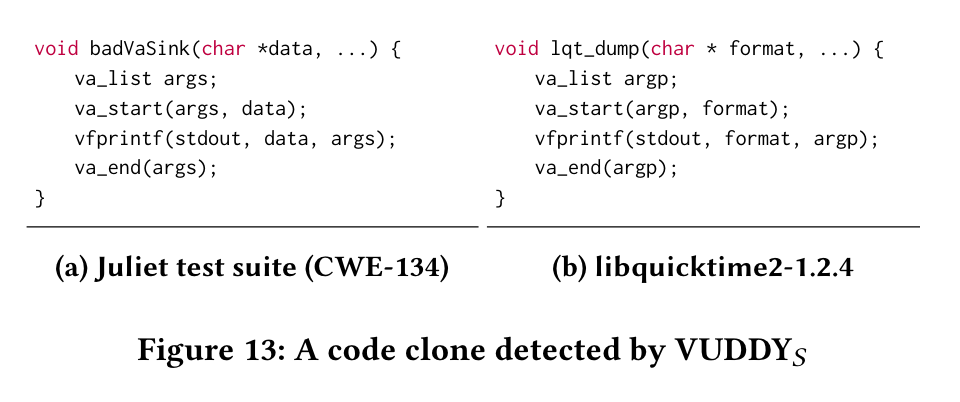 void badVaSink(char *data, ...) {
    va_list args;
    va_start(args, data);
    vfprintf(stdout, data, args);
    va_end(args);
}
(a) Juliet test suite (CWE-134)
void lqt_dump(char * format, ...) {
    va_list argp;
    va_start(argp, format);
    vfprintf(stdout, format, argp);
    va_end(argp);
}
(b) libquicktime2-1.2.4
Figure 13: A code clone detected by VUDDYS